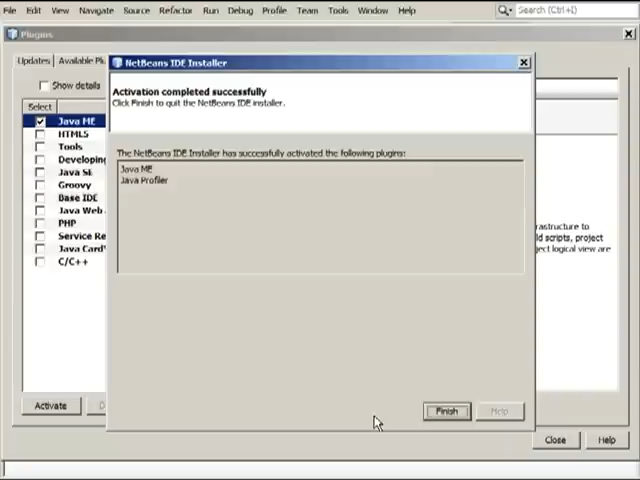 File Edit View Navigate Source Refactor Run Debug Profile Team Tools Window Help Search (Ctrl+I)
Plugins
Updates Available Plu
Show details
Select
Java ME
HTML5
Tools
Developing
Java SE
Groovy
Base IDE
Java Web
PHP
Service Re
Java Card
C/C++
Activate D
NetBeans IDE Installer
Activation completed successfully
Click Finish to quit the NetBeans IDE installer.
The NetBeans IDE Installer has successfully activated the following plugins:
Java ME
Java Profiler
Finish Help
rastructure to
ld scripts, project
ject logical view are
Close Help